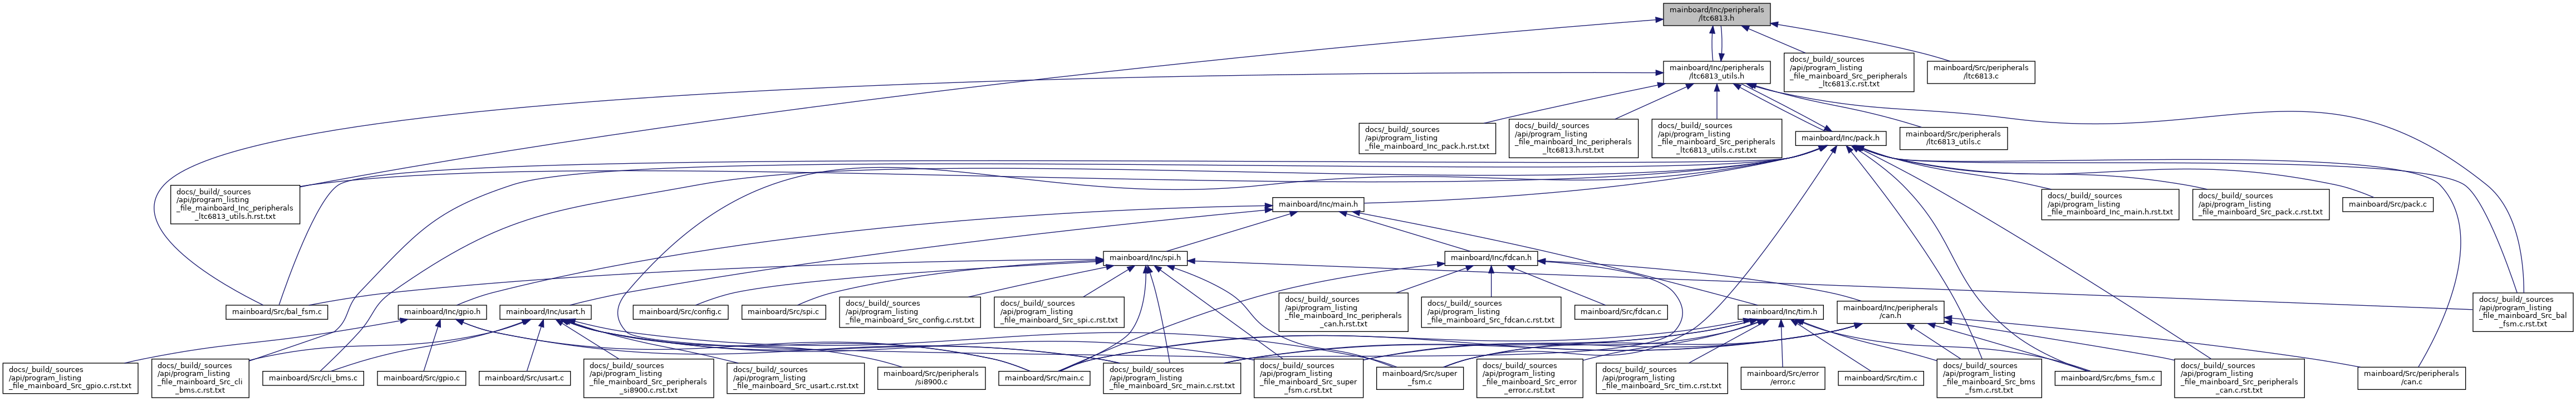 mainboard/Inc/peripherals
/ltc6813.h
mainboard/Inc/peripherals
/ltc6813_utils.h
docs/_build/_sources
/api/program_listing
_file_mainboard_Src_peripherals
_ltc6813.c.rst.txt
mainboard/Src/peripherals
/ltc6813.c
docs/_build/_sources
/api/program_listing
_file_mainboard_Inc_pack.h.rst.txt
docs/_build/_sources
/api/program_listing
_file_mainboard_Inc_peripherals
_ltc6813.h.rst.txt
docs/_build/_sources
/api/program_listing
_file_mainboard_Src_peripherals
_ltc6813_utils.c.rst.txt
mainboard/Inc/pack.h
mainboard/Src/peripherals
/ltc6813_utils.c
docs/_build/_sources
/api/program_listing
_file_mainboard_Inc_peripherals
_ltc6813_utils.h.rst.txt
mainboard/Inc/main.h
docs/_build/_sources
/api/program_listing
_file_mainboard_Inc_main.h.rst.txt
docs/_build/_sources
/api/program_listing
_file_mainboard_Src_pack.c.rst.txt
mainboard/Src/pack.c
mainboard/Inc/spi.h
mainboard/Inc/fdcan.h
mainboard/Src/bal_fsm.c
mainboard/Inc/gpio.h
mainboard/Inc/usart.h
mainboard/Src/config.c
mainboard/Src/spi.c
docs/_build/_sources
/api/program_listing
_file_mainboard_Src_config.c.rst.txt
docs/_build/_sources
/api/program_listing
_file_mainboard_Src_spi.c.rst.txt
docs/_build/_sources
/api/program_listing
_file_mainboard_Inc_peripherals
_can.h.rst.txt
docs/_build/_sources
/api/program_listing
_file_mainboard_Src_fdcan.c.rst.txt
mainboard/Src/fdcan.c
mainboard/Inc/tim.h
mainboard/Inc/peripherals
/can.h
docs/_build/_sources
/api/program_listing
_file_mainboard_Src_bal
_fsm.c.rst.txt
docs/_build/_sources
/api/program_listing
_file_mainboard_Src_gpio.c.rst.txt
docs/_build/_sources
/api/program_listing
_file_mainboard_Src_cli
_bms.c.rst.txt
mainboard/Src/cli_bms.c
mainboard/Src/gpio.c
mainboard/Src/usart.c
docs/_build/_sources
/api/program_listing
_file_mainboard_Src_peripherals
_si8900.c.rst.txt
docs/_build/_sources
/api/program_listing
_file_mainboard_Src_usart.c.rst.txt
mainboard/Src/peripherals
/si8900.c
mainboard/Src/main.c
docs/_build/_sources
/api/program_listing
_file_mainboard_Src_main.c.rst.txt
docs/_build/_sources
/api/program_listing
_file_mainboard_Src_super
_fsm.c.rst.txt
mainboard/Src/super
_fsm.c
docs/_build/_sources
/api/program_listing
_file_mainboard_Src_error
_error.c.rst.txt
docs/_build/_sources
/api/program_listing
_file_mainboard_Src_tim.c.rst.txt
mainboard/Src/error
/error.c
mainboard/Src/tim.c
docs/_build/_sources
/api/program_listing
_file_mainboard_Src_bms
_fsm.c.rst.txt
mainboard/Src/bms_fsm.c
docs/_build/_sources
/api/program_listing
_file_mainboard_Src_peripherals
_can.c.rst.txt
mainboard/Src/peripherals
/can.c